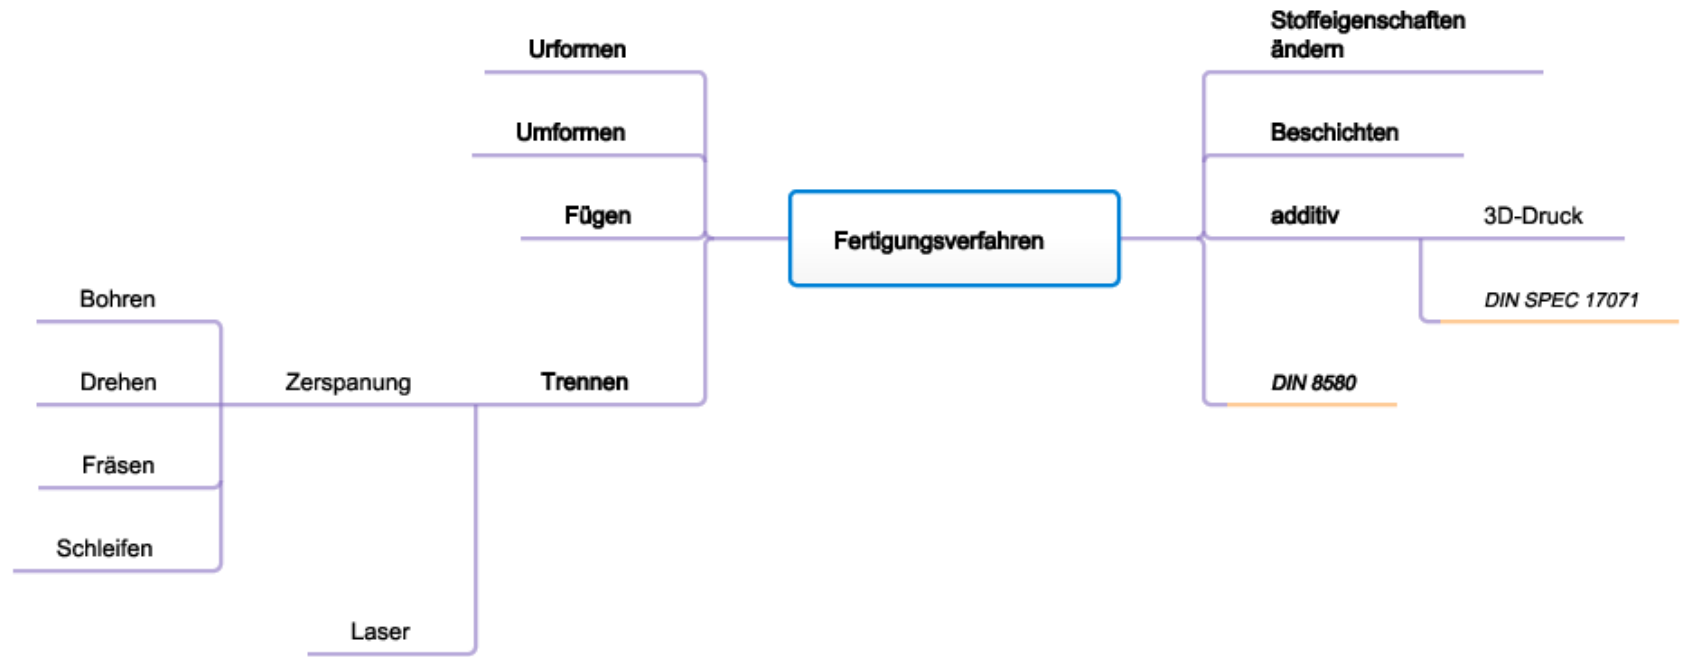 Stoffeigenschaften
ändern
Urformen
Umformen
Beschichten
Fügen
additiv
3D-Druck
Fertigungsverfahren
Bohren
DIN SPEC 17071
Drehen
Zerspanung
Trennen
DIN 8580
Fräsen
Schleifen
Laser